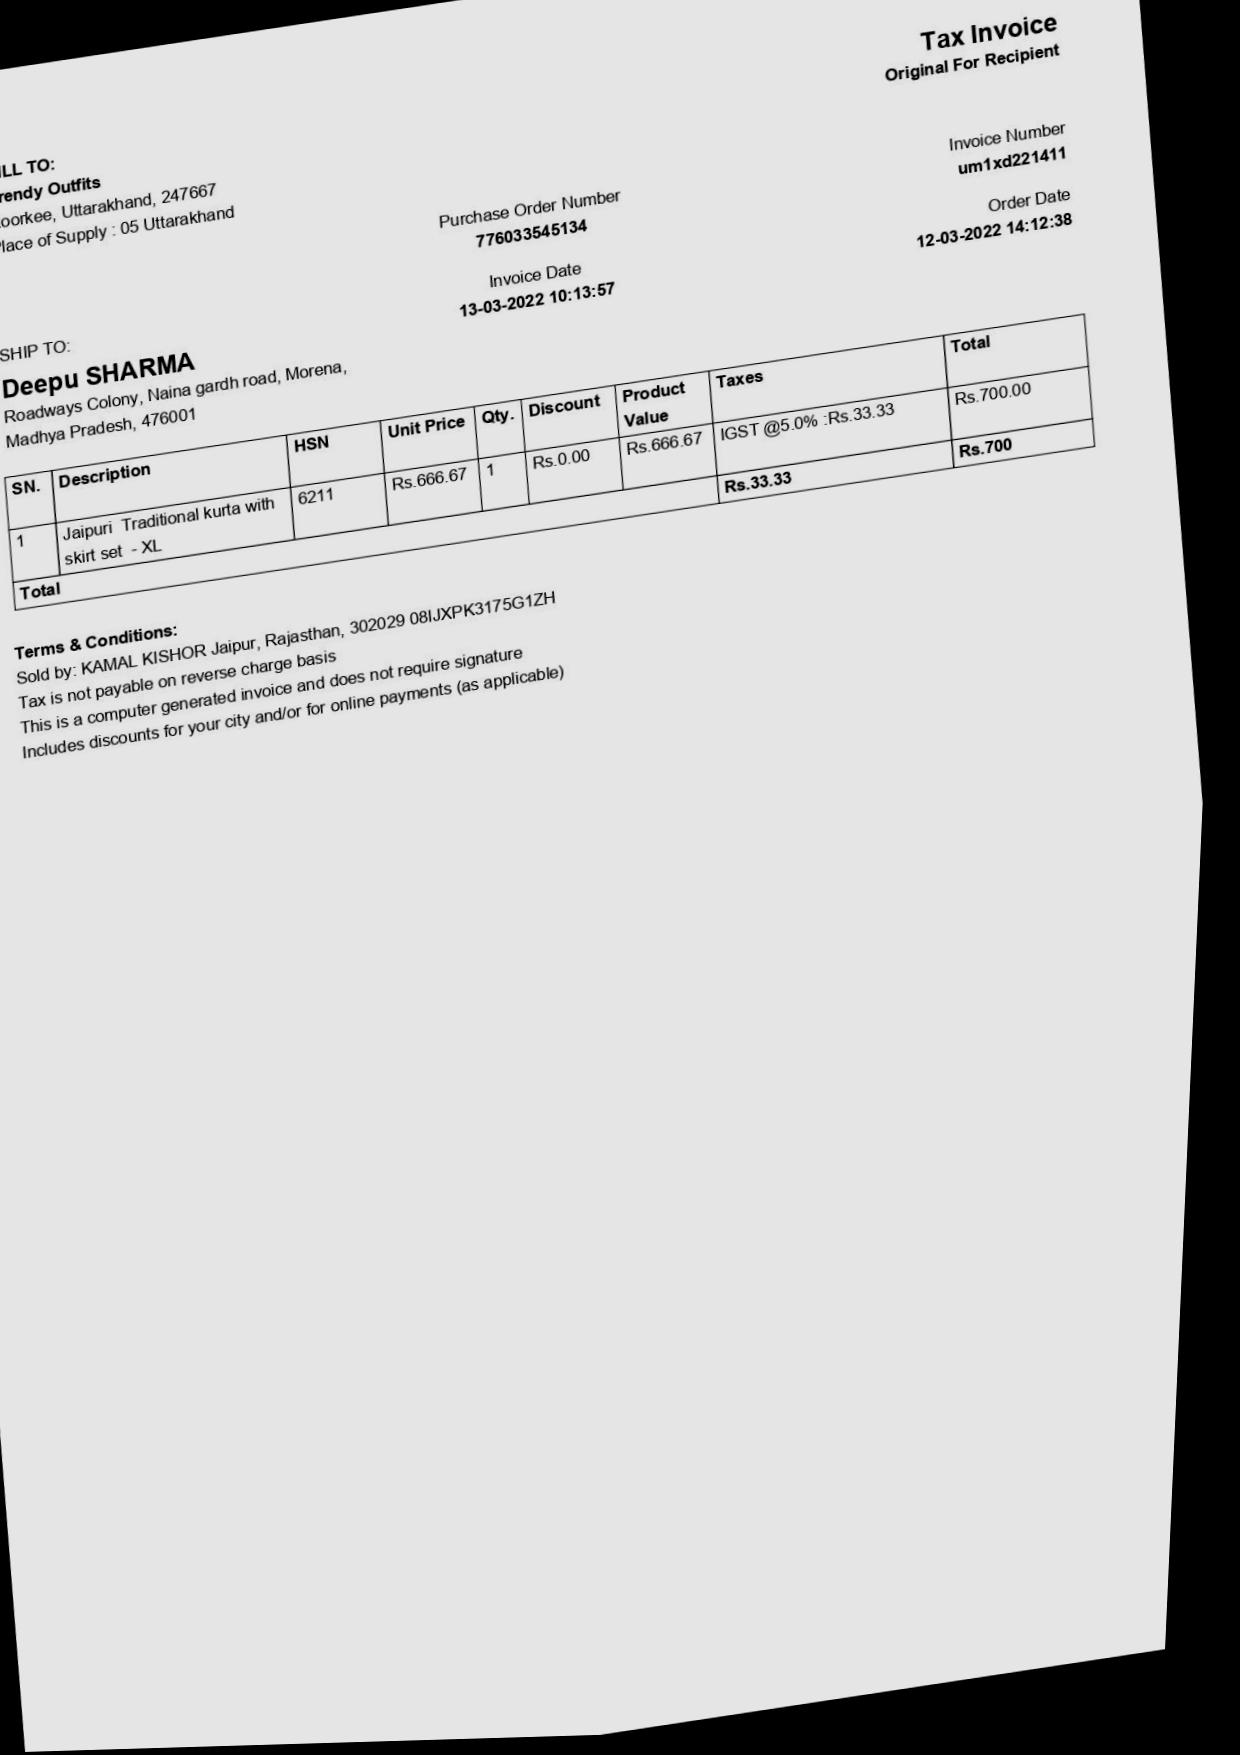 Tax Invoice
Original For Recipient
ILL TO:
rendy Outfits
oorkee, Uttarakhand, 247667
lace of Supply : 05 Uttarakhand
Purchase Order Number
776033545134
Invoice Number
um1xd221411
Invoice Date
13-03-2022 10:13:57
Order Date
12-03-2022 14:12:38
SHIP TO:
Deepu SHARMA
Roadways Colony, Naina gardh road, Morena,
Madhya Pradesh, 476001
SN. Description HSN Unit Price Qty. Discount Product Value Taxes Total
1 Jaipuri Traditional kurta with skirt set - XL 6211 Rs.666.67 1 Rs.0.00 Rs.666.67 IGST @5.0% :Rs.33.33 Rs.700.00
Total Rs.33.33 Rs.700
Terms & Conditions:
Sold by: KAMAL KISHOR Jaipur, Rajasthan, 302029 08IJXPK3175G1ZH
Tax is not payable on reverse charge basis
This is a computer generated invoice and does not require signature
Includes discounts for your city and/or for online payments (as applicable)